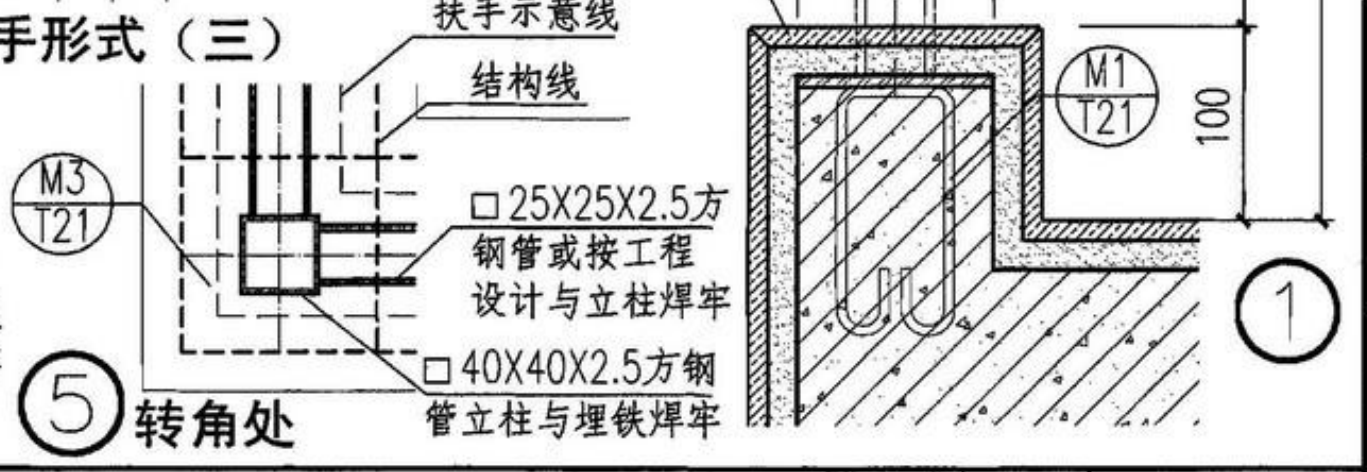 手形式（三）
扶手示意线
结构线
M3
T21
□25X25X2.5方
钢管或按工程
设计与立柱焊牢
□40X40X2.5方钢
管立柱与埋铁焊牢
⑤ 转角处
M1
T21
100
①